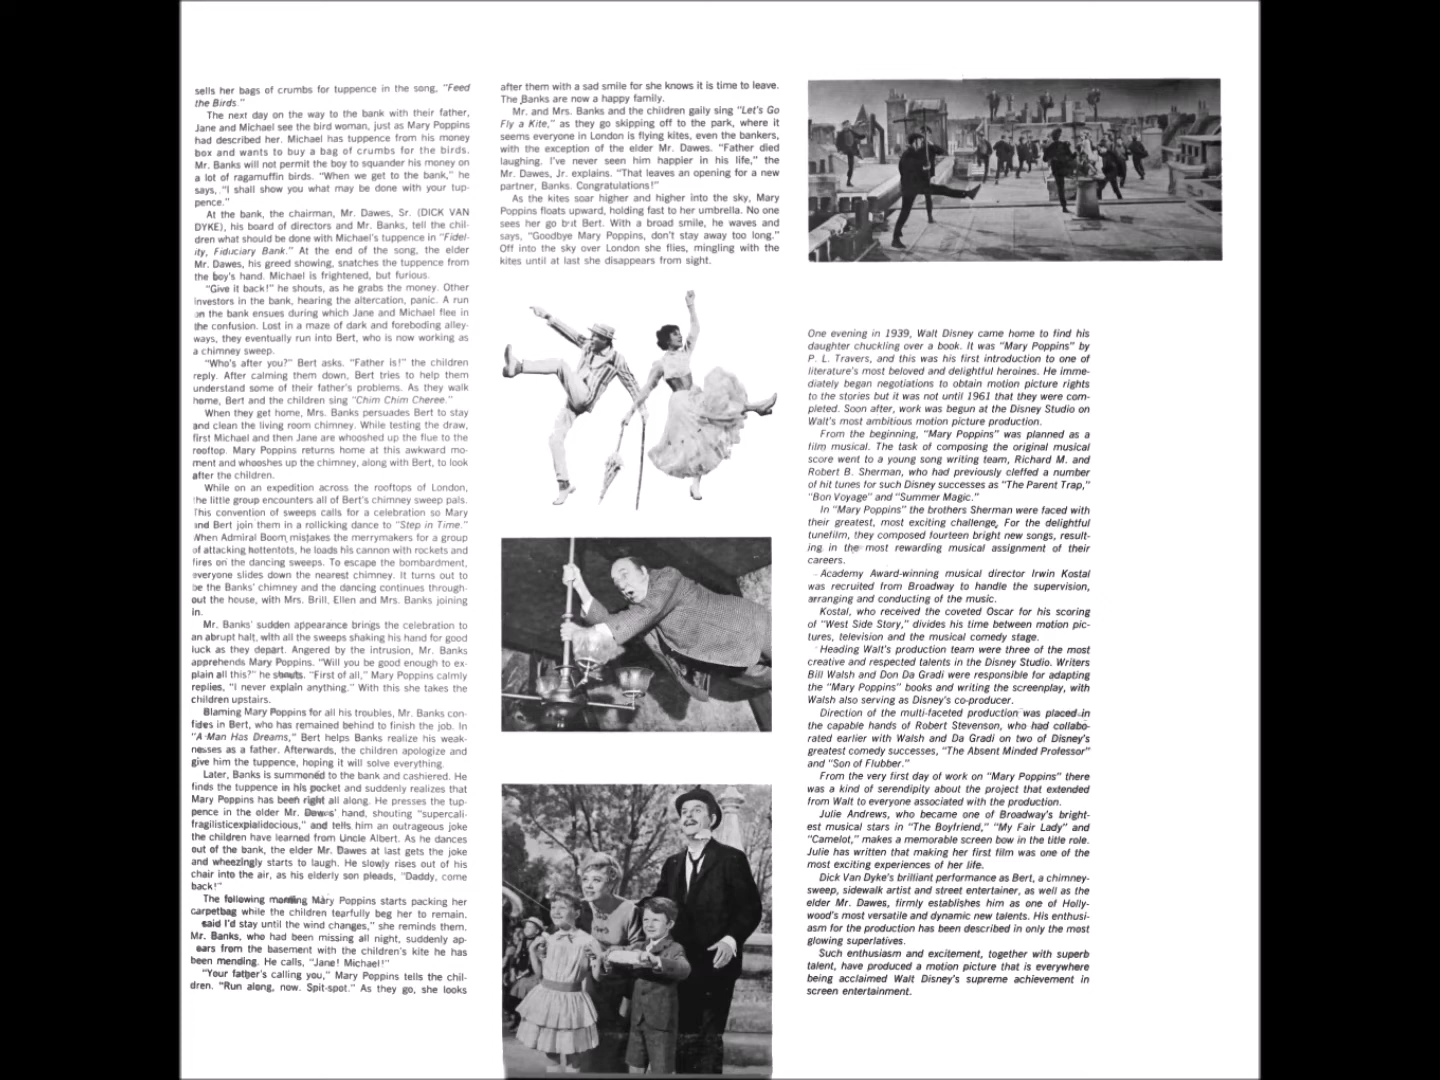 sells her bags of crumbs for tuppence in the song, "Feed
the Birds."
The next day on the way to the bank with their father,
Jane and Michael see the bird woman, just as Mary Poppins
had described her. Michael has tuppence from his money
box and wants to buy a bag of crumbs for the birds.
Mr. Banks will not permit the boy to squander his money on
a lot of ragamuffin birds. "When we get to the bank," he
says, "I shall show you what may be done with your tup-
pence."
At the bank, the chairman, Mr. Dawes, Sr. (DICK VAN
DYKE), his board of directors and Mr. Banks, tell the chil-
dren what should be done with Michael's tuppence in "Fidel-
ity, Fiduciary Bank." At the end of the song, the elder
Mr. Dawes, his greed showing, snatches the tuppence from
the boy's hand. Michael is frightened, but furious.
"Give it back!" he shouts, as he grabs the money. Other
investors in the bank, hearing the altercation, panic. A run
on the bank ensues during which Jane and Michael flee in
the confusion. Lost in a maze of dark and foreboding alley-
ways, they eventually run into Bert, who is now working as
a chimney sweep.
"Who's after you?" Bert asks. "Father is!" the children
reply. After calming them down, Bert tries to help them
understand some of their father's problems. As they walk
home, Bert and the children sing "Chim Chim Cheree."
When they get home, Mrs. Banks persuades Bert to stay
and clean the living room chimney. While testing the draw,
first Michael and then Jane are whooshed up the flue to the
rooftop. Mary Poppins returns home at this awkward mo-
ment and whooshes up the chimney, along with Bert, to look
after the children.
While on an expedition across the rooftops of London,
the little group encounters all of Bert's chimney sweep pals.
This convention of sweeps calls for a celebration so Mary
and Bert join them in a rollicking dance to "Step in Time."
When Admiral Boom mistakes the merrymakers for a group
of attacking hottentots, he loads his cannon with rockets and
fires on the dancing sweeps. To escape the bombardment,
everyone slides down the nearest chimney. It turns out to
be the Banks' chimney and the dancing continues through-
out the house, with Mrs. Brill, Ellen and Mrs. Banks joining
in.
Mr. Banks' sudden appearance brings the celebration to
an abrupt halt, with all the sweeps shaking his hand for good
luck as they depart. Angered by the intrusion, Mr. Banks
apprehends Mary Poppins. "Will you be good enough to ex-
plain all this?" he shouts. "First of all," Mary Poppins calmly
replies, "I never explain anything." With this she takes the
children upstairs.
Blaming Mary Poppins for all his troubles, Mr. Banks con-
fides in Bert, who has remained behind to finish the job. In
"A Man Has Dreams," Bert helps Banks realize his weak-
nesses as a father. Afterwards, the children apologize and
give him the tuppence, hoping it will solve everything.
Later, Banks is summoned to the bank and cashiered. He
finds the tuppence in his pocket and suddenly realizes that
Mary Poppins has been right all along. He presses the tup-
pence in the older Mr. Dawes' hand, shouting "supercali-
fragilisticexpialidocious," and tells him an outrageous joke
the children have learned from Uncle Albert. As he dances
out of the bank, the elder Mr. Dawes at last gets the joke
and wheezingly starts to laugh. He slowly rises out of his
chair into the air, as his elderly son pleads, "Daddy, come
back!"
The following morning Mary Poppins starts packing her
carpetbag while the children tearfully beg her to remain.
said I'd stay until the wind changes," she reminds them.
Mr. Banks, who had been missing all night, suddenly ap-
ears from the basement with the children's kite he has
been mending. He calls, "Jane! Michael!"
"Your father's calling you," Mary Poppins tells the chil-
dren. "Run along, now. Spit-spot." As they go, she looks
after them with a sad smile for she knows it is time to leave.
The Banks are now a happy family.
Mr. and Mrs. Banks and the children gaily sing "Let's Go
Fly a Kite," as they go skipping off to the park, where it
seems everyone in London is flying kites, even the bankers,
with the exception of the elder Mr. Dawes. "Father died
laughing. I've never seen him happier in his life," the
Mr. Dawes, Jr. explains. "That leaves an opening for a new
partner, Banks. Congratulations!"
As the kites soar higher and higher into the sky, Mary
Poppins floats upward, holding fast to her umbrella. No one
sees her go but Bert. With a broad smile, he waves and
says, "Goodbye Mary Poppins, don't stay away too long."
Off into the sky over London she flies, mingling with the
kites until at last she disappears from sight.
One evening in 1939, Walt Disney came home to find his
daughter chuckling over a book. It was "Mary Poppins" by
P. L. Travers, and this was his first introduction to one of
literature's most beloved and delightful heroines. He imme-
diately began negotiations to obtain motion picture rights
to the stories but it was not until 1961 that they were com-
pleted. Soon after, work was begun at the Disney Studio on
Walt's most ambitious motion picture production.
From the beginning, "Mary Poppins" was planned as a
film musical. The task of composing the original musical
score went to a young song writing team, Richard M. and
Robert B. Sherman, who had previously cleffed a number
of hit tunes for such Disney successes as "The Parent Trap,"
"Bon Voyage" and "Summer Magic."
In "Mary Poppins" the brothers Sherman were faced with
their greatest, most exciting challenge. For the delightful
tunefilm, they composed fourteen bright new songs, result-
ing in the most rewarding musical assignment of their
careers.
Academy Award-winning musical director Irwin Kostal
was recruited from Broadway to handle the supervision,
arranging and conducting of the music.
Kostal, who received the coveted Oscar for his scoring
of "West Side Story," divides his time between motion pic-
tures, television and the musical comedy stage.
Heading Walt's production team were three of the most
creative and respected talents in the Disney Studio. Writers
Bill Walsh and Don Da Gradi were responsible for adapting
the "Mary Poppins" books and writing the screenplay, with
Walsh also serving as Disney's co-producer.
Direction of the multi-faceted production was placed in
the capable hands of Robert Stevenson, who had collabo-
rated earlier with Walsh and Da Gradi on two of Disney's
greatest comedy successes, "The Absent Minded Professor"
and "Son of Flubber."
From the very first day of work on "Mary Poppins" there
was a kind of serendipity about the project that extended
from Walt to everyone associated with the production.
Julie Andrews, who became one of Broadway's bright-
est musical stars in "The Boyfriend," "My Fair Lady" and
"Camelot," makes a memorable screen bow in the title role.
Julie has written that making her first film was one of the
most exciting experiences of her life.
Dick Van Dyke's brilliant performance as Bert, a chimney-
sweep, sidewalk artist and street entertainer, as well as the
elder Mr. Dawes, firmly establishes him as one of Holly-
wood's most versatile and dynamic new talents. His enthusi-
asm for the production has been described in only the most
glowing superlatives.
Such enthusiasm and excitement, together with superb
talent, have produced a motion picture that is everywhere
being acclaimed Walt Disney's supreme achievement in
screen entertainment.